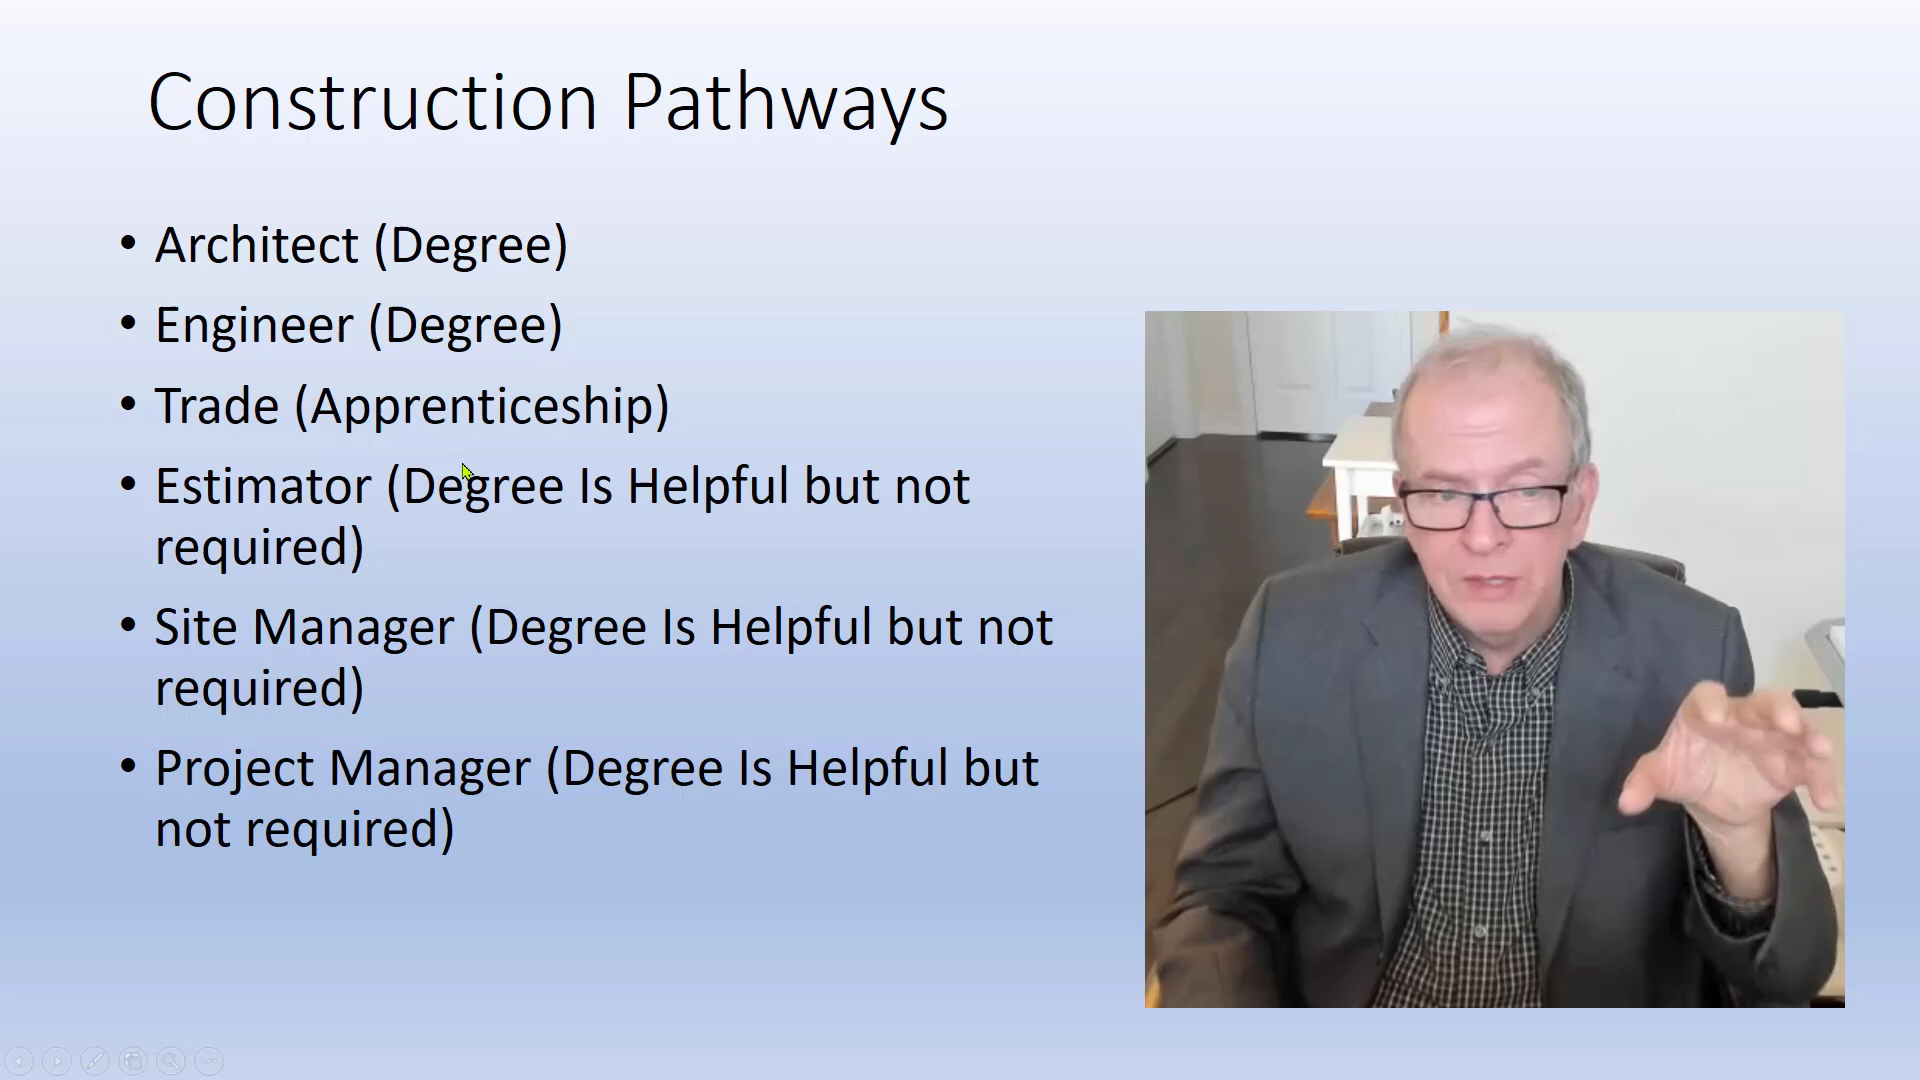 Construction Pathways
• Architect (Degree)
• Engineer (Degree)
• Trade (Apprenticeship)
• Estimator (Degree Is Helpful but not
required)
• Site Manager (Degree Is Helpful but not
required)
• Project Manager (Degree Is Helpful but
not required)